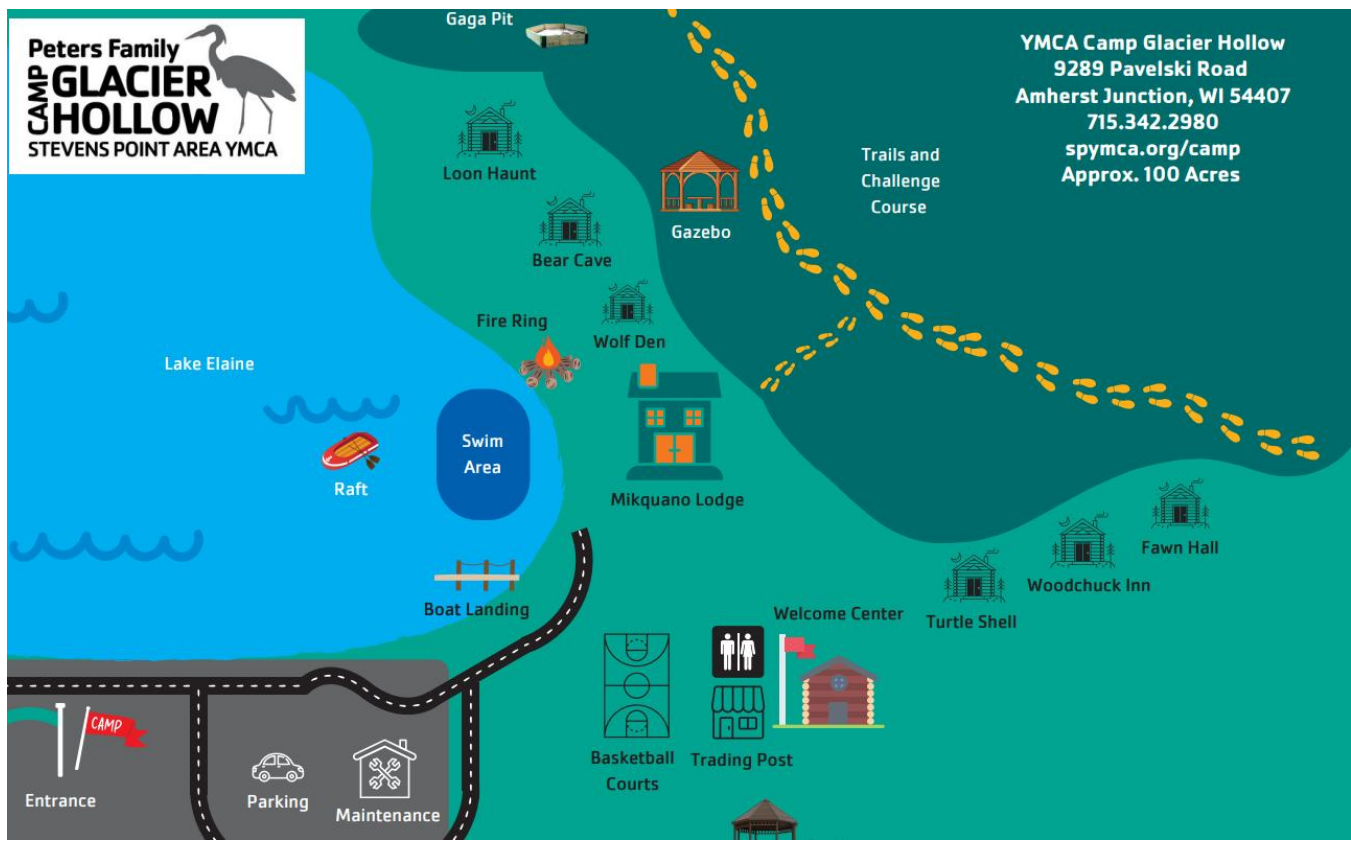 Peters Family
CAMP
GLACIER
HOLLOW
STEVENS POINT AREA YMCA
Gaga Pit
YMCA Camp Glacier Hollow
9289 Pavelski Road
Amherst Junction, WI 54407
715.342.2980
spymca.org/camp
Approx. 100 Acres
Loon Haunt
Trails and
Challenge
Course
Gazebo
Bear Cave
Fire Ring
Wolf Den
Lake Elaine
Swim
Area
Raft
Mikquano Lodge
Fawn Hall
Woodchuck Inn
Turtle Shell
Boat Landing
Welcome Center
CAMP
Entrance
Parking
Maintenance
Basketball
Courts
Trading Post